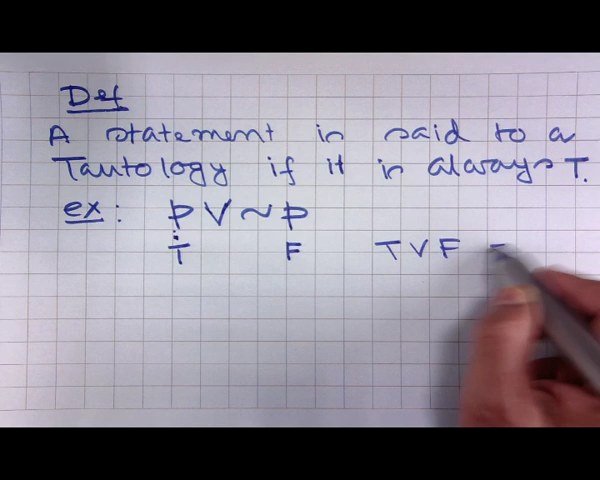 Def
A statement is said to a
Tautology if it is always T.
ex: p ∨ ~ p
T F T ∨ F =